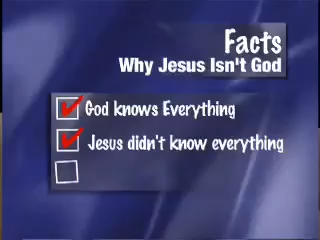 Facts
Why Jesus Isn't God
God knows Everything
Jesus didn't know everything